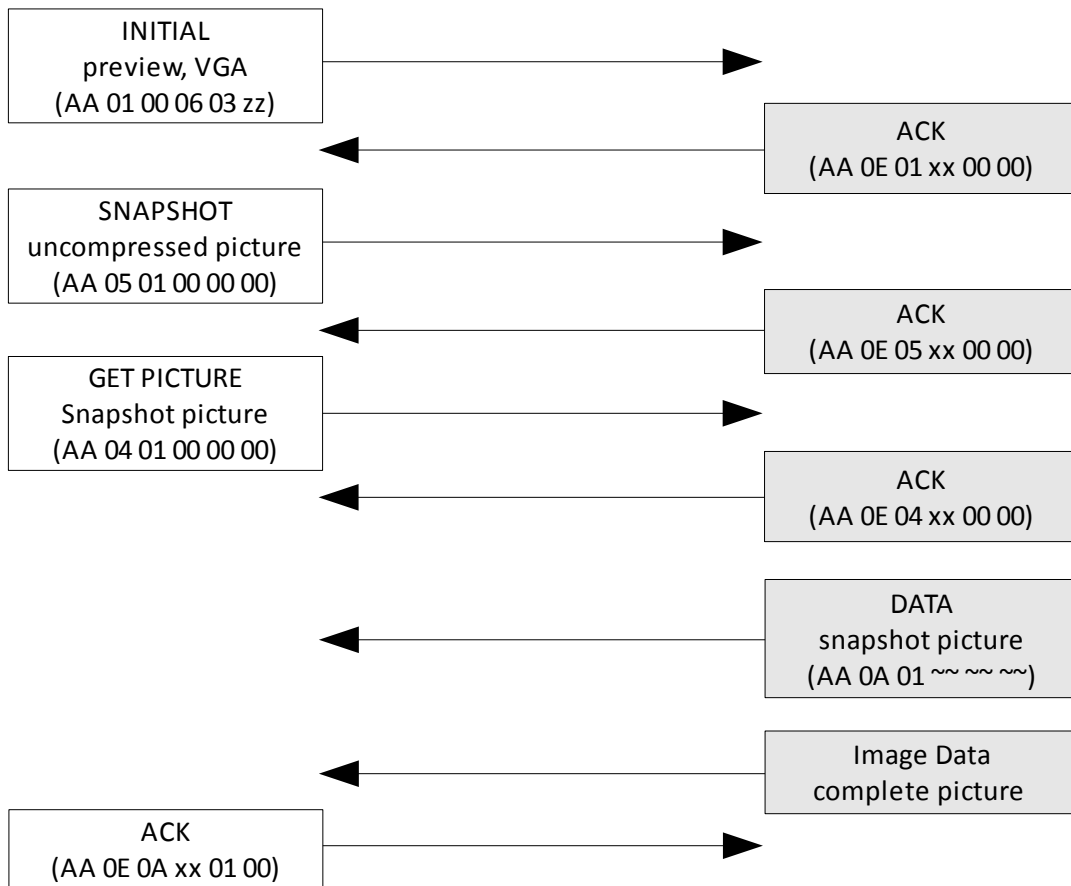 INITIAL
preview, VGA
(AA 01 00 06 03 zz)
ACK
(AA 0E 01 xx 00 00)
SNAPSHOT
uncompressed picture
(AA 05 01 00 00 00)
ACK
(AA 0E 05 xx 00 00)
GET PICTURE
Snapshot picture
(AA 04 01 00 00 00)
ACK
(AA 0E 04 xx 00 00)
DATA
snapshot picture
(AA 0A 01 ~~ ~~ ~~)
Image Data
complete picture
ACK
(AA 0E 0A xx 01 00)